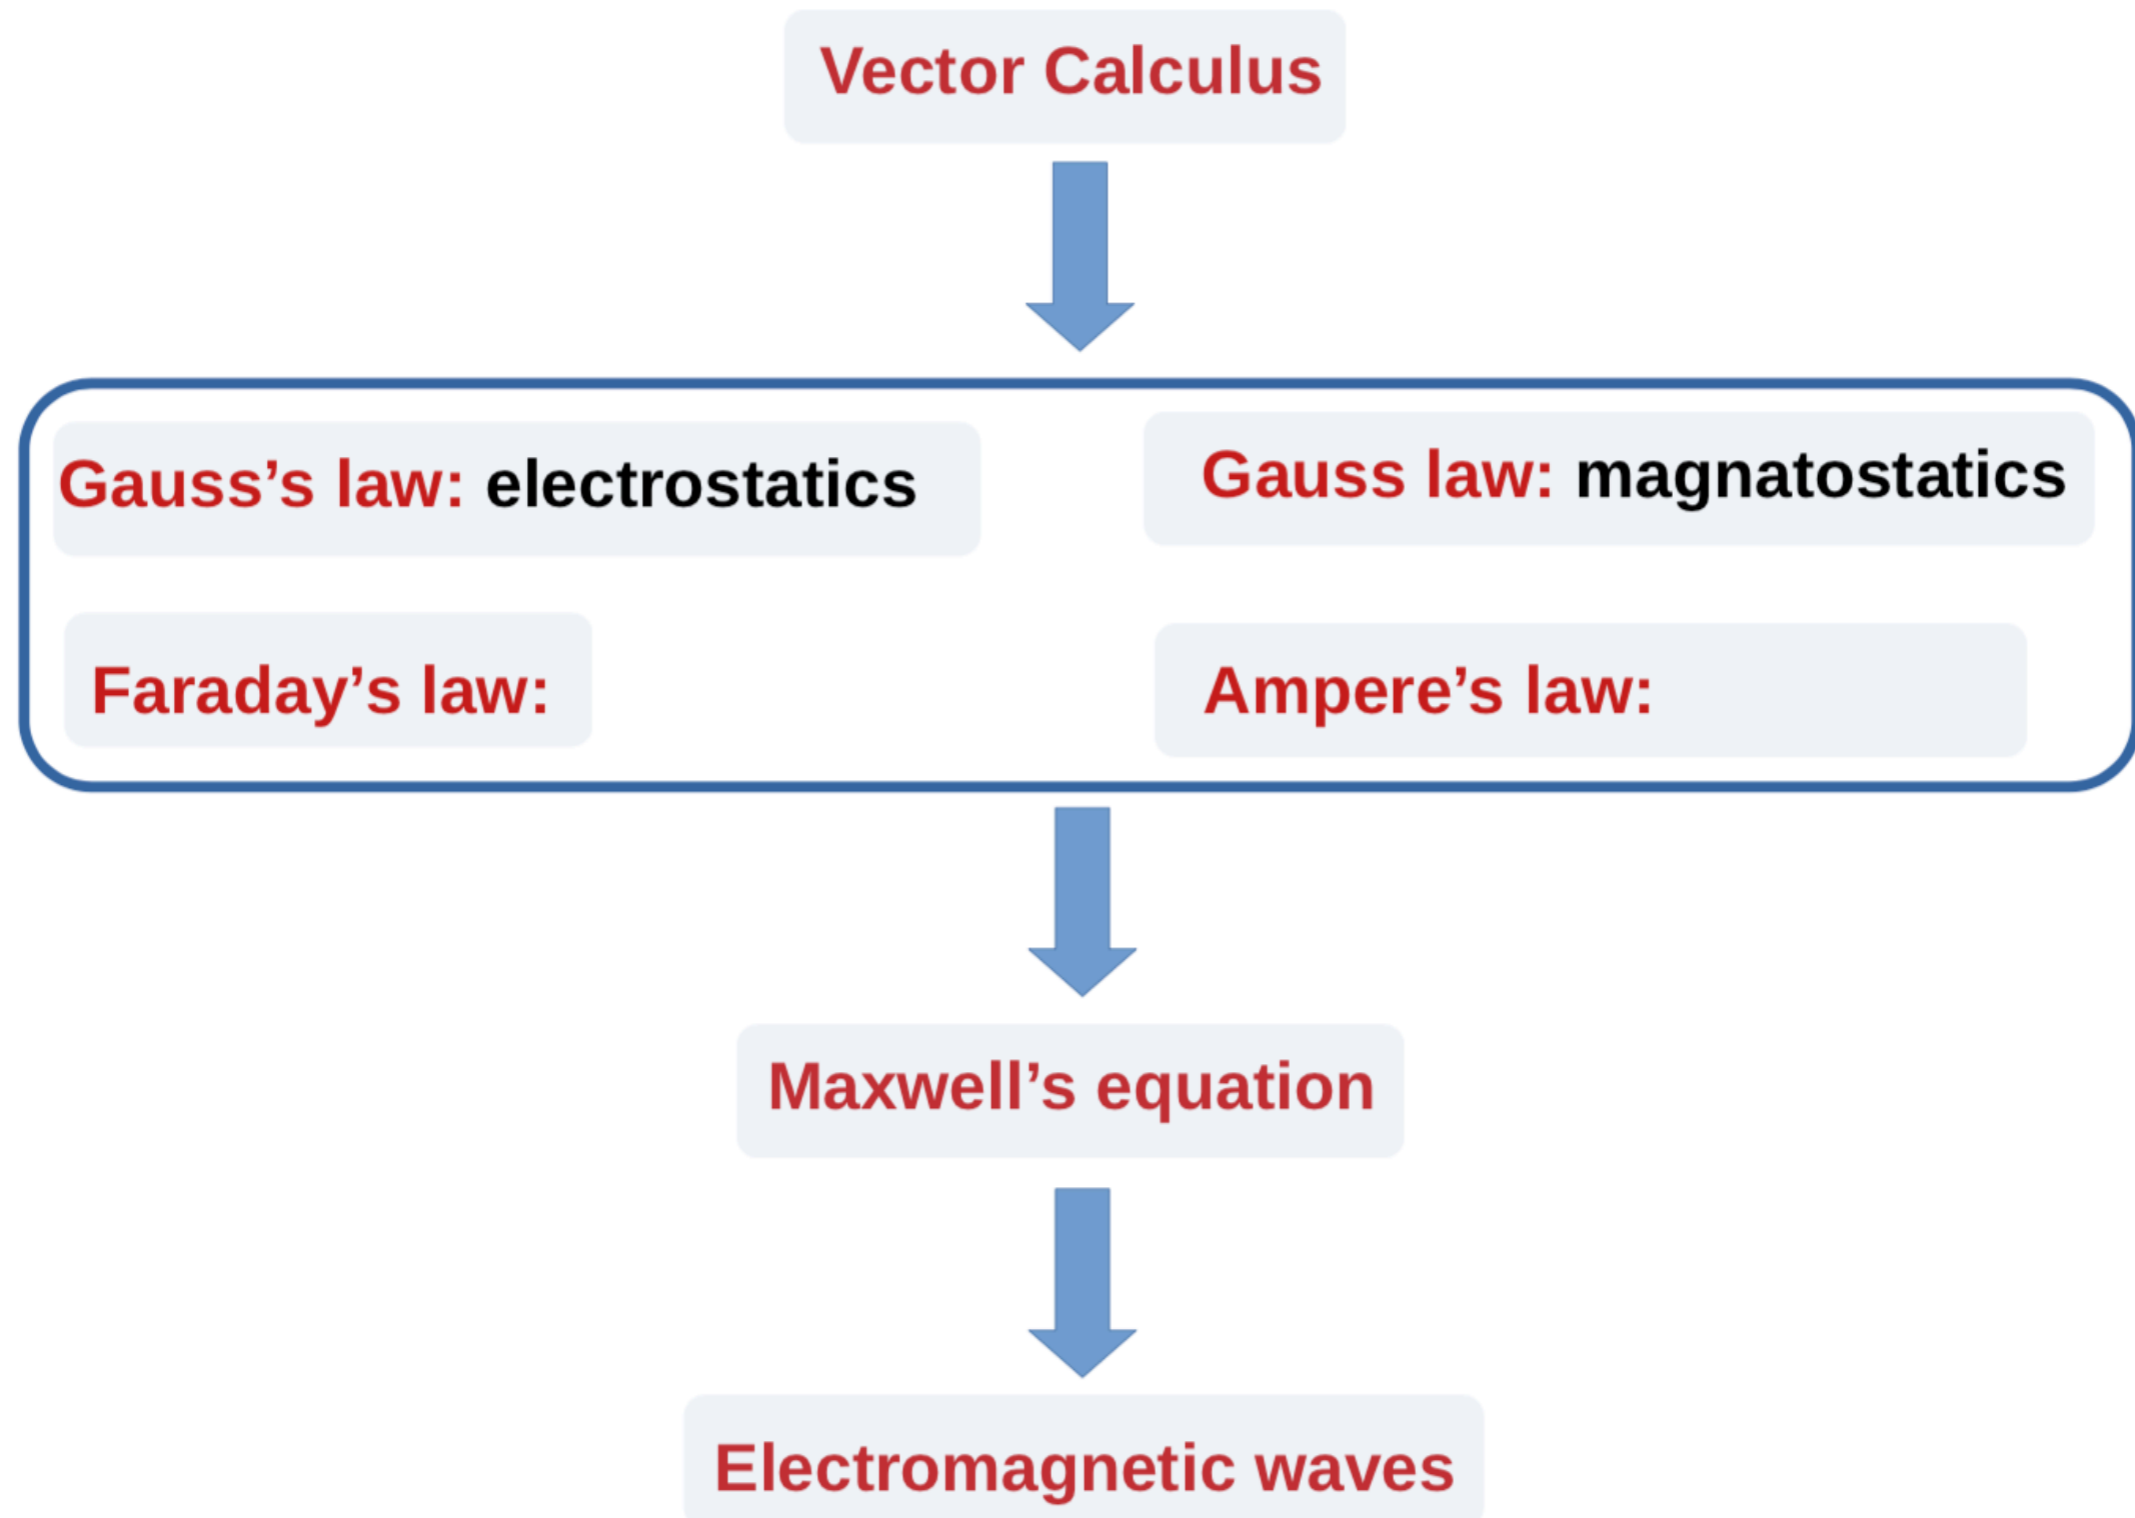 Vector Calculus
Gauss’s law: electrostatics
Gauss law: magnatostatics
Faraday’s law:
Ampere’s law:
Maxwell’s equation
Electromagnetic waves